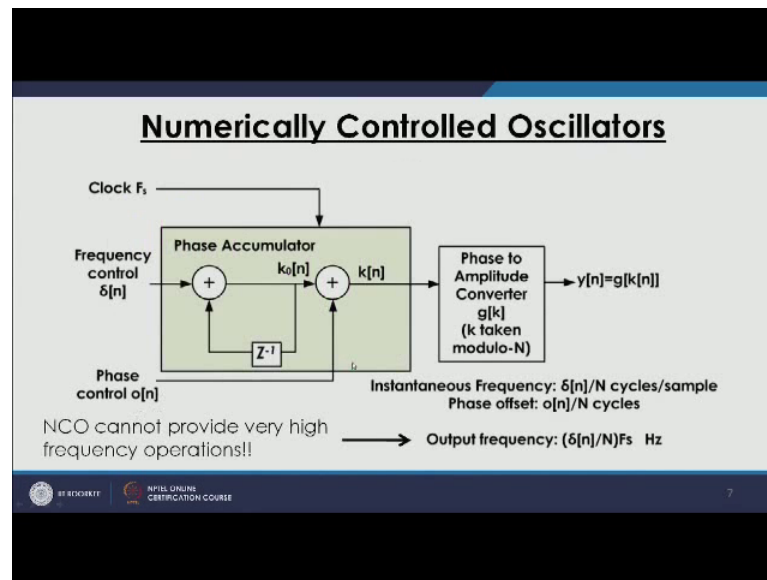 Numerically Controlled Oscillators
Clock Fs
Phase Accumulator
Frequency
control
δ[n]
+
k₀[n]
+
k[n]
Z⁻¹
Phase
control o[n]
Phase to
Amplitude
Converter
g[k]
(k taken
modulo-N)
y[n]=g[k[n]]
Instantaneous Frequency: δ[n]/N cycles/sample
Phase offset: o[n]/N cycles
NCO cannot provide very high
frequency operations!!
Output frequency: (δ[n]/N)Fs Hz
IIT ROORKEE
NPTEL ONLINE
CERTIFICATION COURSE
7